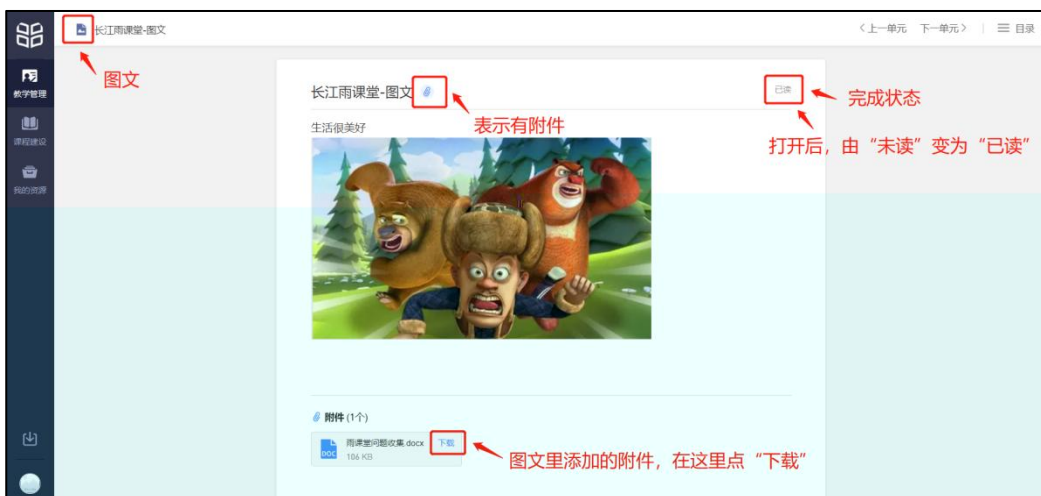 长江雨课堂-图文
<上一单元 下一单元>
目录
图文
教学管理
课程建设
我的资源
长江雨课堂-图文
已读
完成状态
表示有附件
打开后，由“未读”变为“已读”
生活很美好
附件 (1个)
雨课堂问题收集.docx
下载
DOC
186 KB
图文里添加的附件，在这里点“下载”